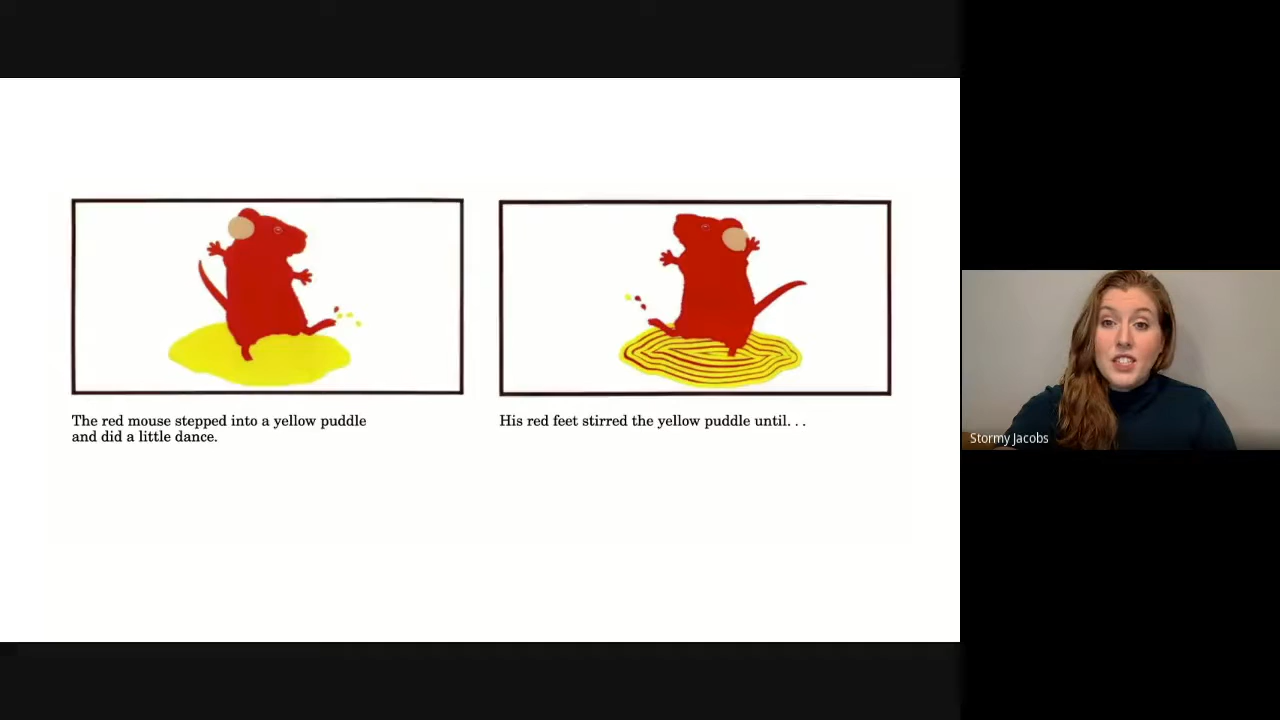 The red mouse stepped into a yellow puddle
and did a little dance.
His red feet stirred the yellow puddle until. . .
Stormy Jacobs